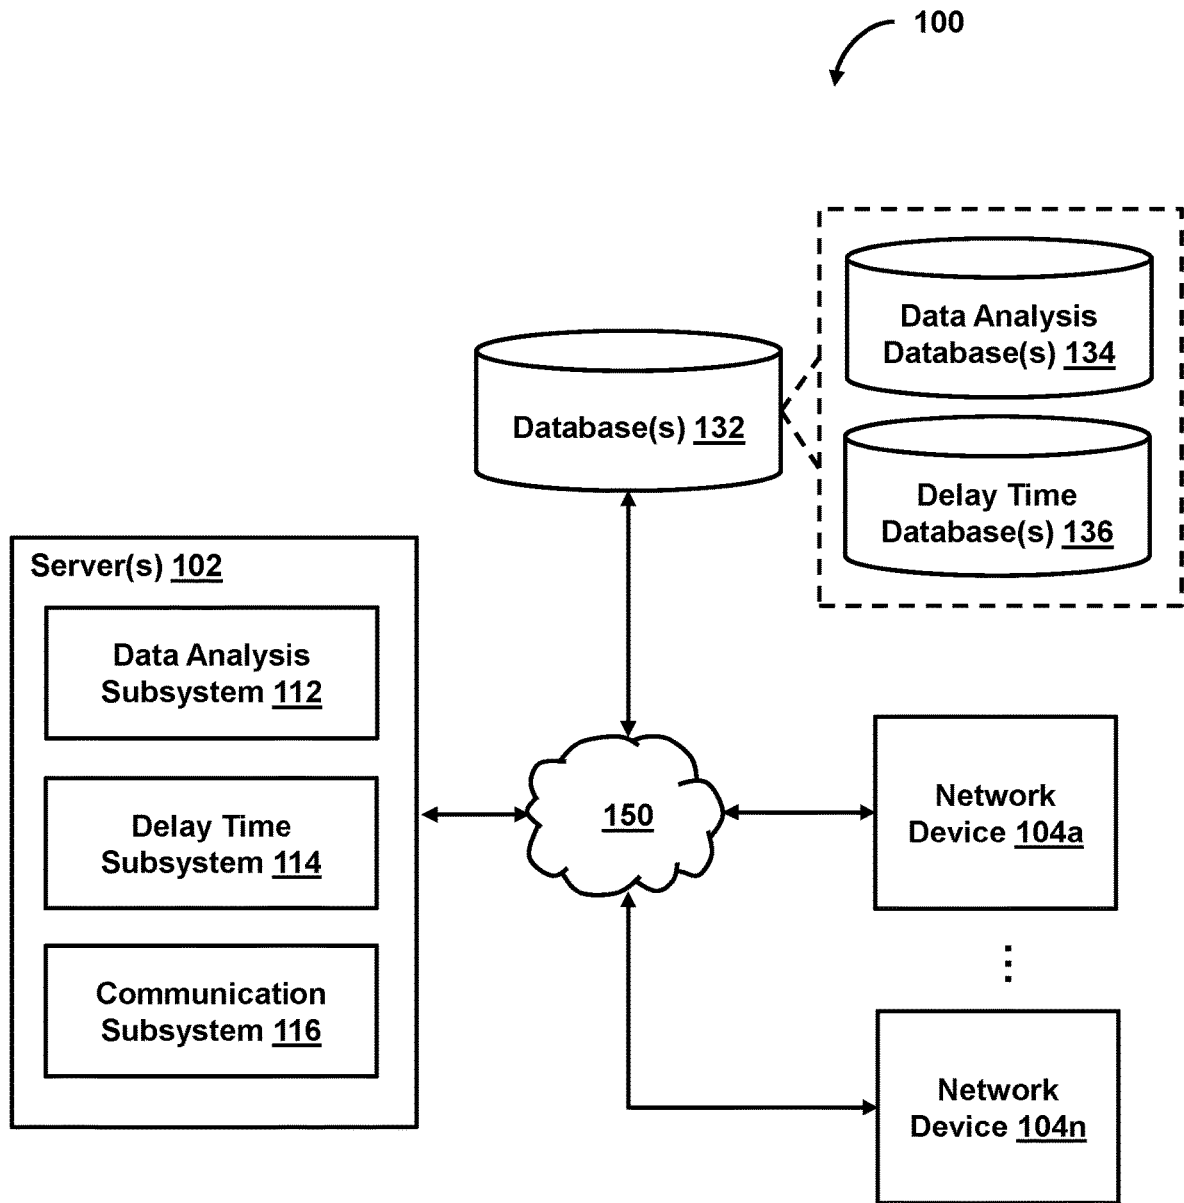 100
Data Analysis
Database(s) 134
Database(s) 132
Delay Time
Database(s) 136
Server(s) 102
Data Analysis
Subsystem 112
Delay Time
Subsystem 114
Communication
Subsystem 116
150
Network
Device 104a
Network
Device 104n